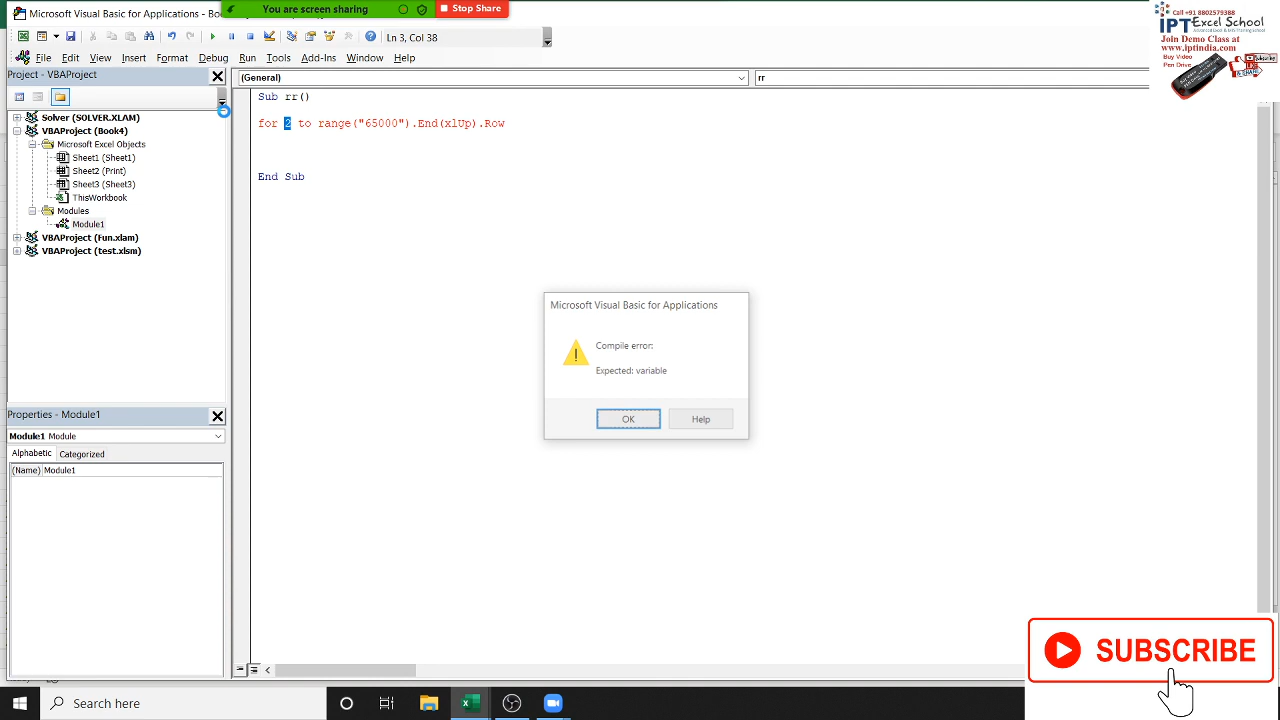 You are screen sharing
Stop Share
Microsoft Visual Basic for Applications - Boo
File Edit View Insert Format Debug Run Tools Add-Ins Window Help
Ln 3, Col 38
Project - VBAProject
(General)
rr
Solver (SOLVER.XLAM)
VBAProject (Book4)
Microsoft Excel Objects
Sheet1 (Sheet1)
Sheet2 (Print)
Sheet3 (Sheet3)
ThisWorkbook
Modules
Module1
VBAProject (fun.xlam)
VBAProject (test.xlsm)
Sub rr()
for 2 to range("65000").End(xlUp).Row
End Sub
Microsoft Visual Basic for Applications
Compile error:
Expected: variable
OK
Help
Properties - Module1
Module1 Module
Alphabetic Categorized
(Name) Module1
Call +91 8802579388
IPT Excel School
Advanced Excel & MIS Training School
Join Demo Class at
www.iptindia.com
Buy Video
Pen Drive
SUBSCRIBE
Search here